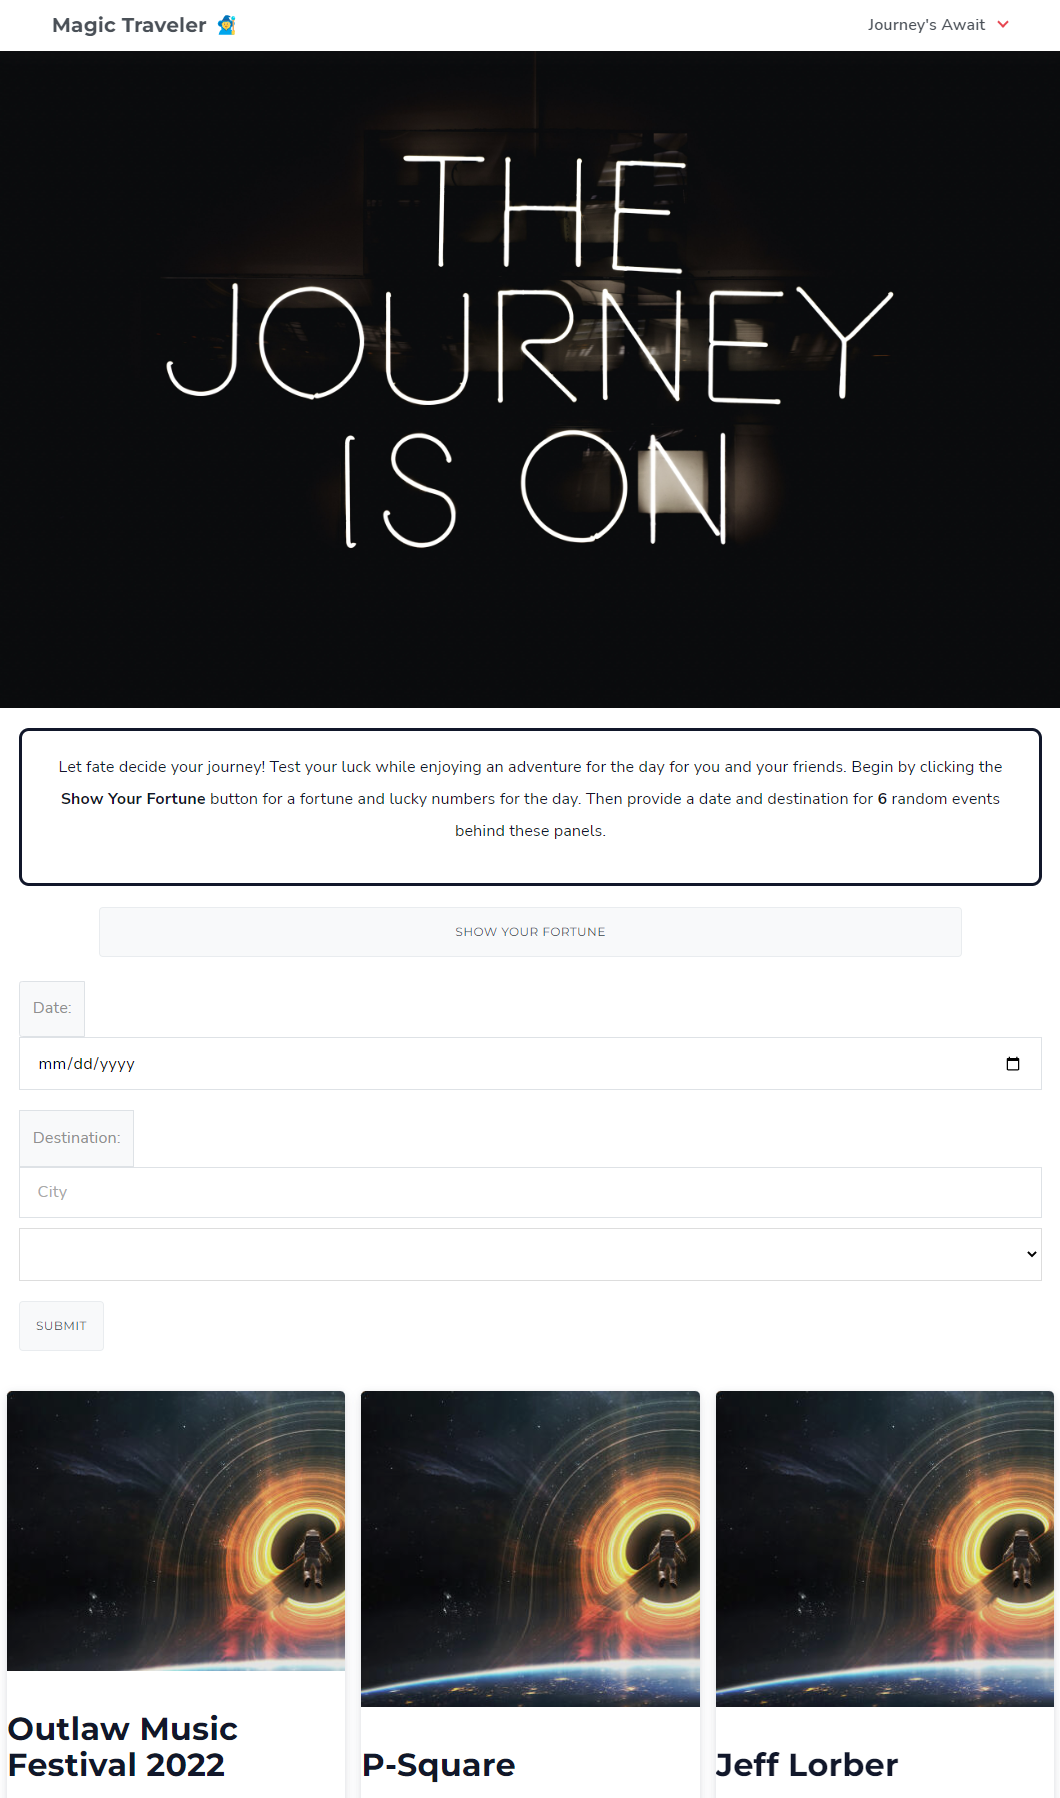 Magic Traveler
Journey's Await
THE
JOURNEY
IS ON
Let fate decide your journey! Test your luck while enjoying an adventure for the day for you and your friends. Begin by clicking the
Show Your Fortune button for a fortune and lucky numbers for the day. Then provide a date and destination for 6 random events
behind these panels.
SHOW YOUR FORTUNE
Date:
mm/dd/yyyy
Destination:
City
SUBMIT
Outlaw Music
Festival 2022
P-Square
Jeff Lorber